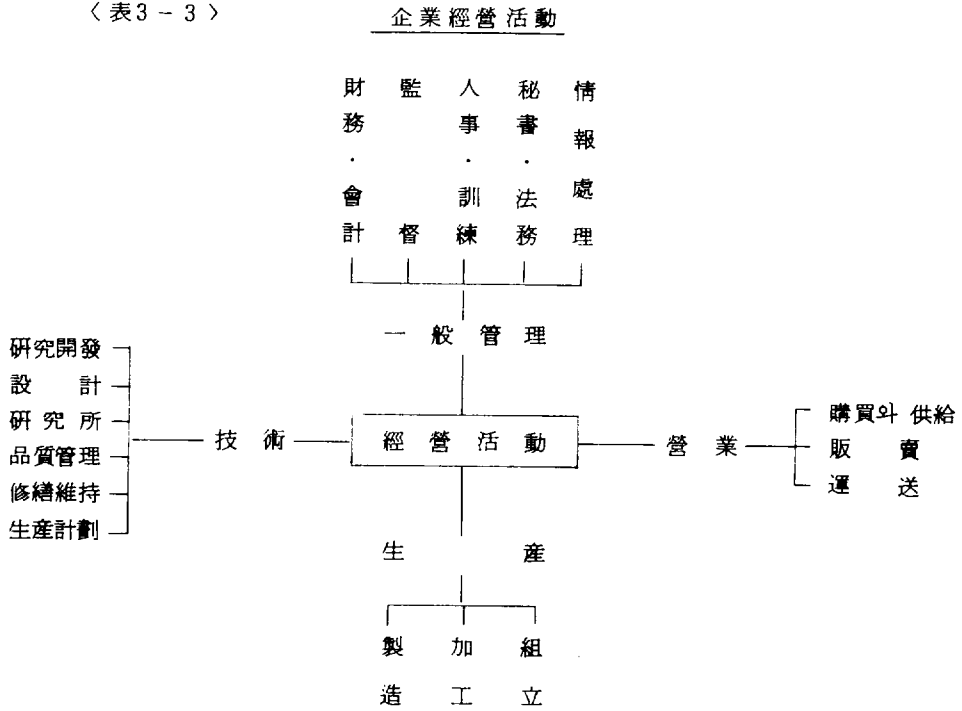 〈表3-3〉
企業經營活動
財務·會計
監督
人事·訓練
秘書·法務
情報處理
一般管理
研究開發
設計
研究所
品質管理
修繕維持
生産計劃
技術
經營活動
營業
購買와 供給
販賣
運送
生産
製造
加工
組立